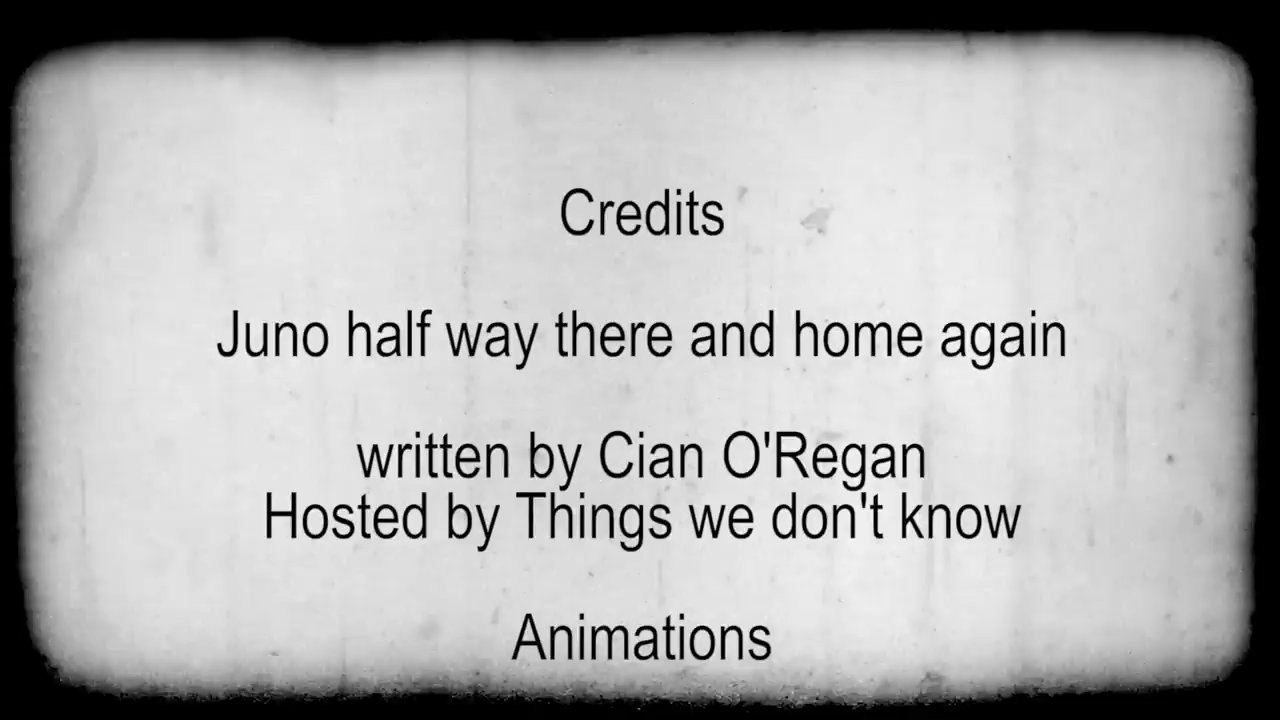 Credits
Juno half way there and home again
written by Cian O'Regan
Hosted by Things we don't know
Animations